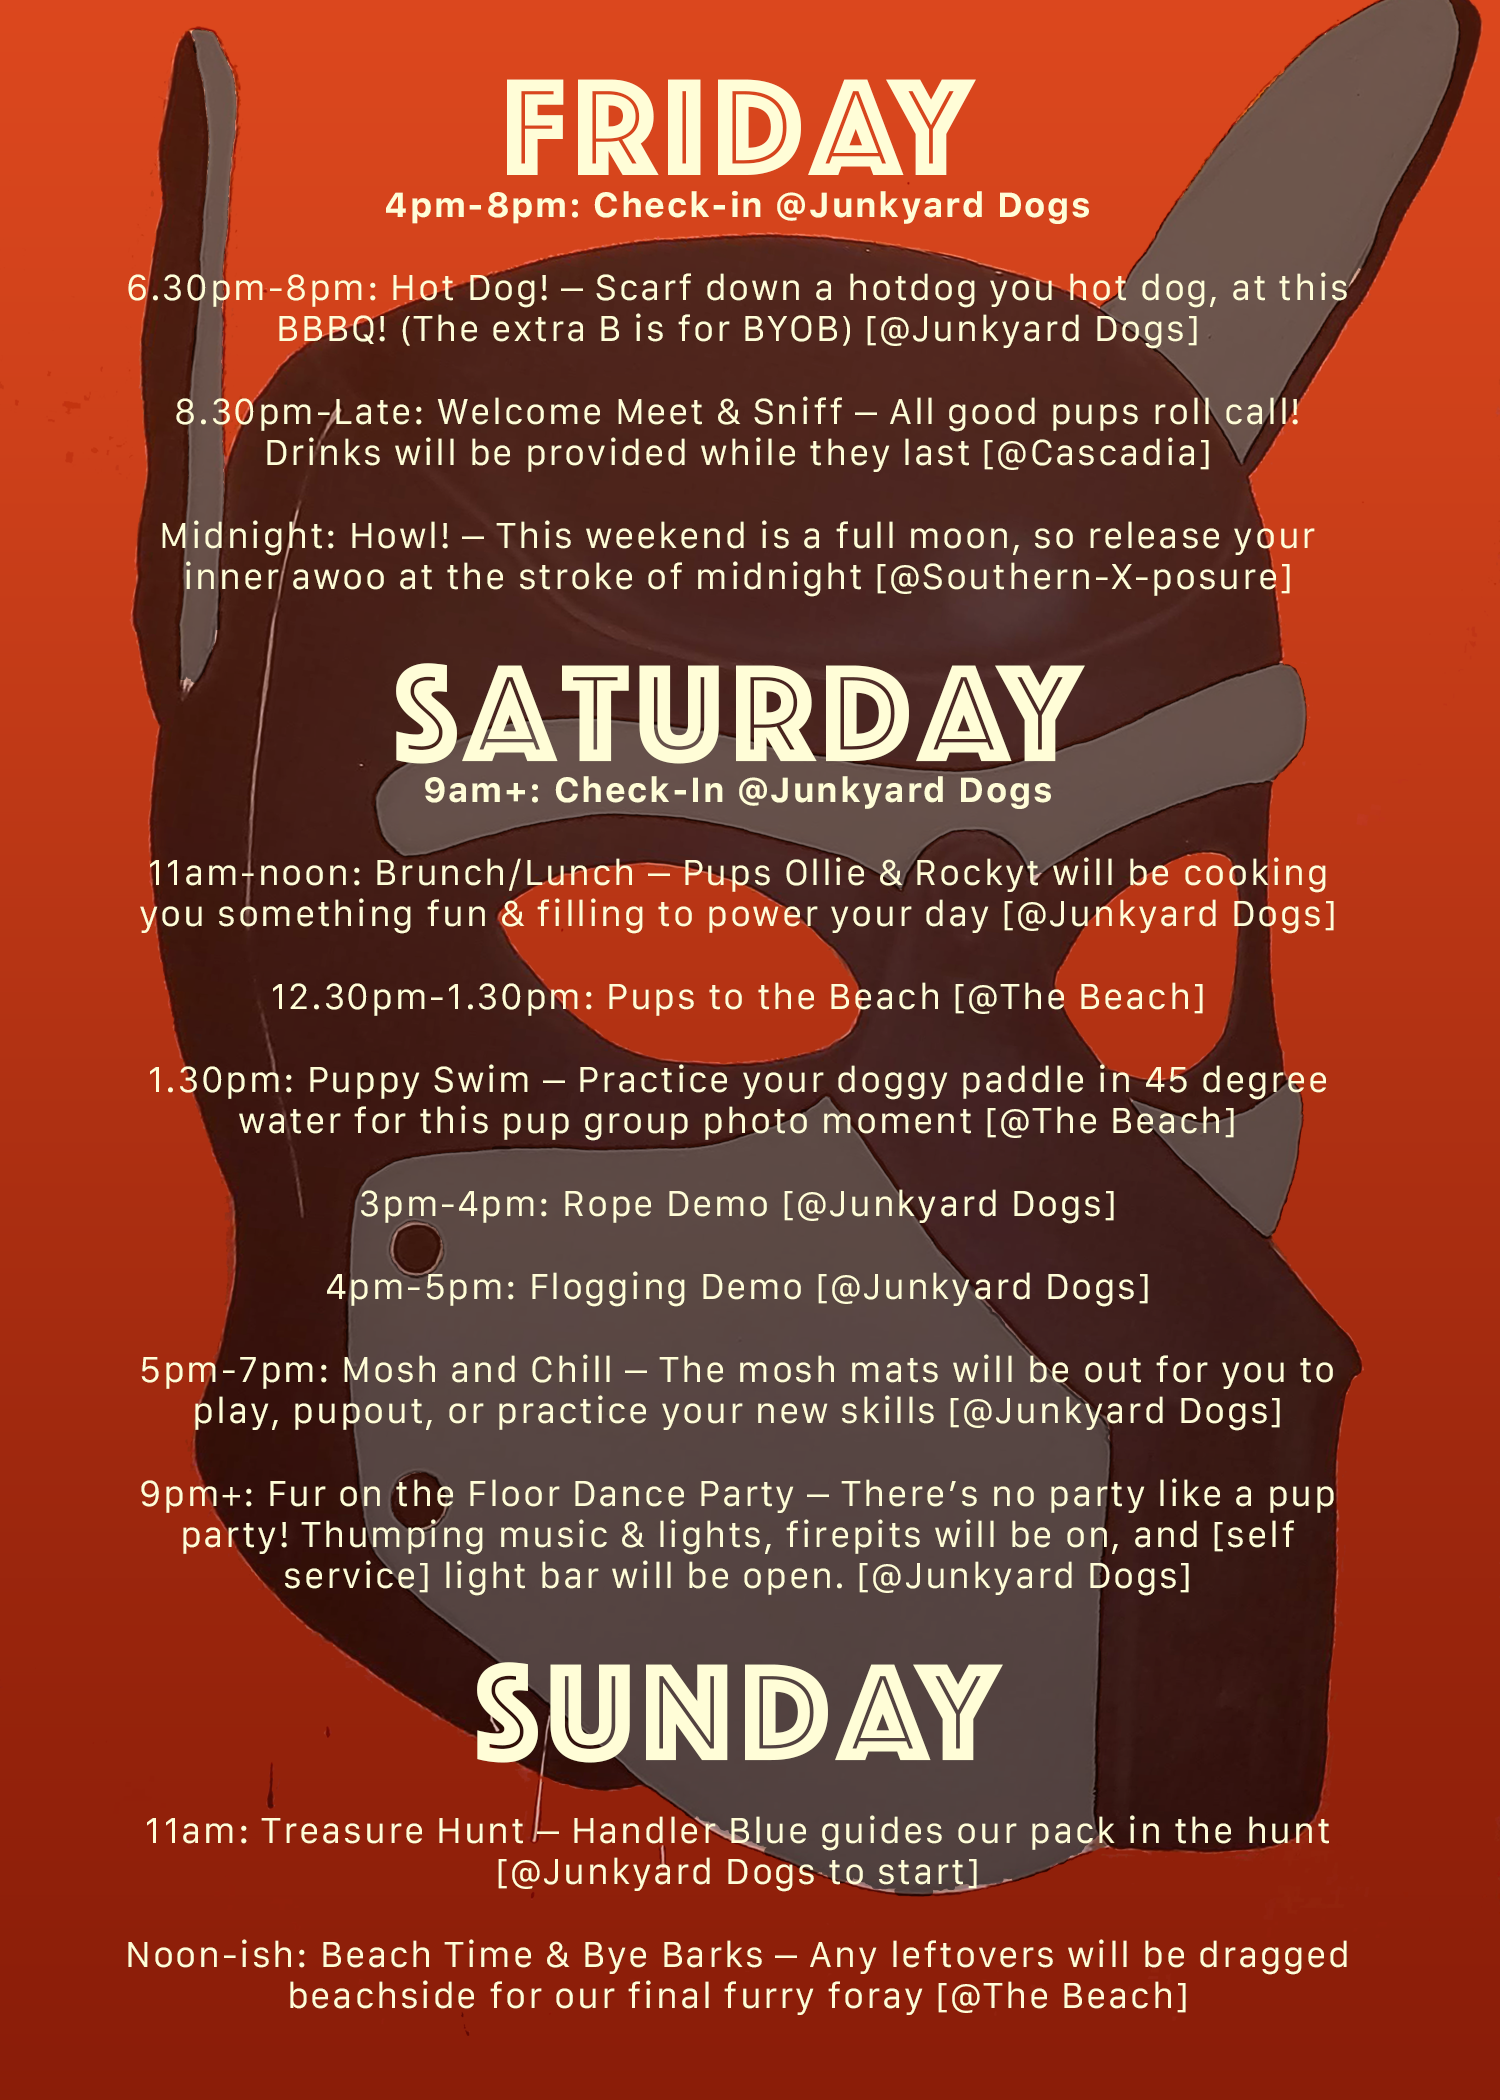 FRIDAY
4pm-8pm: Check-in @Junkyard Dogs
6.30pm-8pm: Hot Dog! – Scarf down a hotdog you hot dog, at this
BBBQ! (The extra B is for BYOB) [@Junkyard Dogs]
8.30pm-Late: Welcome Meet & Sniff – All good pups roll call!
Drinks will be provided while they last [@Cascadia]
Midnight: Howl! – This weekend is a full moon, so release your
inner awoo at the stroke of midnight [@Southern-X-posure]
SATURDAY
9am+: Check-In @Junkyard Dogs
11am-noon: Brunch/Lunch – Pups Ollie & Rockyt will be cooking
you something fun & filling to power your day [@Junkyard Dogs]
12.30pm-1.30pm: Pups to the Beach [@The Beach]
1.30pm: Puppy Swim – Practice your doggy paddle in 45 degree
water for this pup group photo moment [@The Beach]
3pm-4pm: Rope Demo [@Junkyard Dogs]
4pm-5pm: Flogging Demo [@Junkyard Dogs]
5pm-7pm: Mosh and Chill – The mosh mats will be out for you to
play, pupout, or practice your new skills [@Junkyard Dogs]
9pm+: Fur on the Floor Dance Party – There’s no party like a pup
party! Thumping music & lights, firepits will be on, and [self
service] light bar will be open. [@Junkyard Dogs]
SUNDAY
11am: Treasure Hunt – Handler Blue guides our pack in the hunt
[@Junkyard Dogs to start]
Noon-ish: Beach Time & Bye Barks – Any leftovers will be dragged
beachside for our final furry foray [@The Beach]